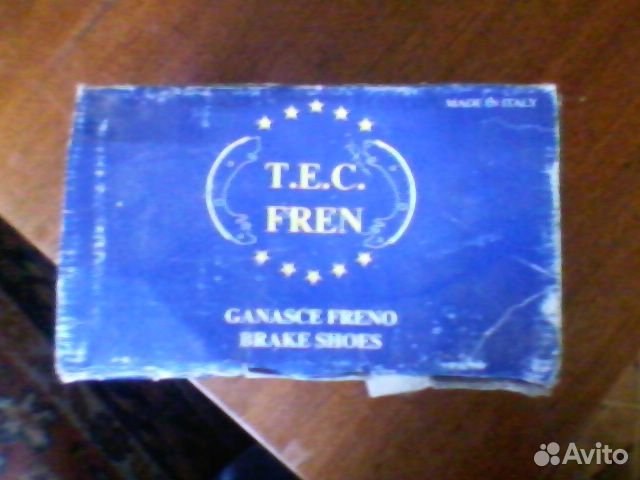 MADE IN ITALY
T.E.C.
FREN
GANASCE FRENO
BRAKE SHOES
Avito